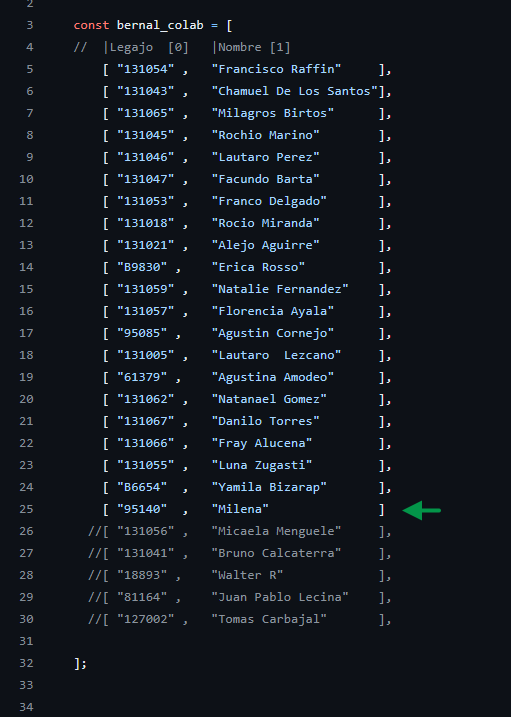 2
3 const bernal_colab = [
4 // |Legajo [0] |Nombre [1]
5 [ "131054" , "Francisco Raffin" ],
6 [ "131043" , "Chamuel De Los Santos"],
7 [ "131065" , "Milagros Birtos" ],
8 [ "131045" , "Rochio Marino" ],
9 [ "131046" , "Lautaro Perez" ],
10 [ "131047" , "Facundo Barta" ],
11 [ "131053" , "Franco Delgado" ],
12 [ "131018" , "Rocio Miranda" ],
13 [ "131021" , "Alejo Aguirre" ],
14 [ "B9830" , "Erica Rosso" ],
15 [ "131059" , "Natalie Fernandez" ],
16 [ "131057" , "Florencia Ayala" ],
17 [ "95085" , "Agustin Cornejo" ],
18 [ "131005" , "Lautaro  Lezcano" ],
19 [ "61379" , "Agustina Amodeo" ],
20 [ "131062" , "Natanael Gomez" ],
21 [ "131067" , "Danilo Torres" ],
22 [ "131066" , "Fray Alucena" ],
23 [ "131055" , "Luna Zugasti" ],
24 [ "B6654" , "Yamila Bizarap" ],
25 [ "95140" , "Milena" ]
26 //[ "131056" , "Micaela Menguele" ],
27 //[ "131041" , "Bruno Calcaterra" ],
28 //[ "18893" , "Walter R" ],
29 //[ "81164" , "Juan Pablo Lecina" ],
30 //[ "127002" , "Tomas Carbajal" ],
31
32 ];
33
34